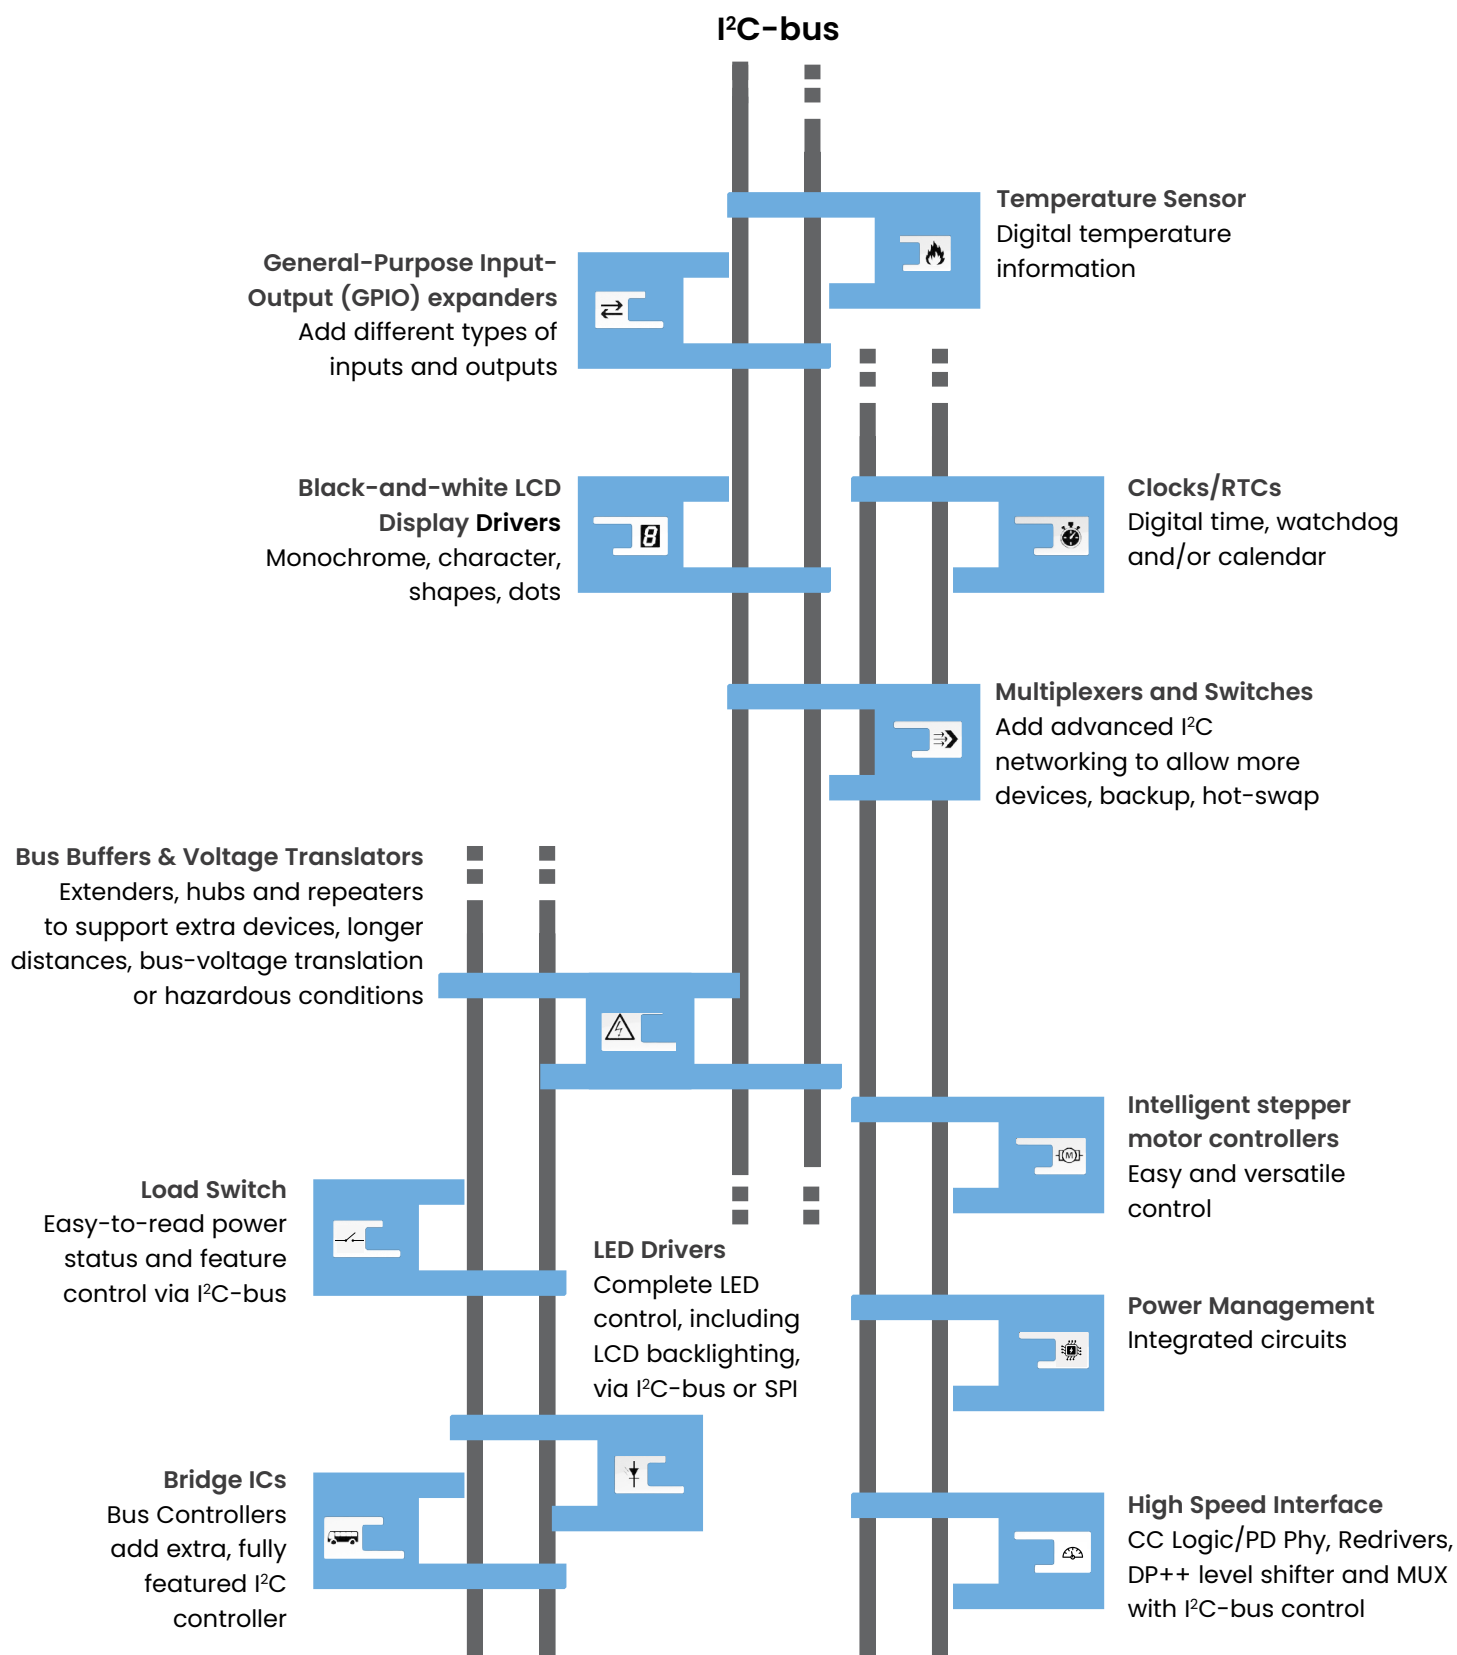 I²C-bus
Temperature Sensor
Digital temperature
information
General-Purpose Input-
Output (GPIO) expanders
Add different types of
inputs and outputs
Black-and-white LCD
Display Drivers
Monochrome, character,
shapes, dots
Clocks/RTCs
Digital time, watchdog
and/or calendar
Multiplexers and Switches
Add advanced I²C
networking to allow more
devices, backup, hot-swap
Bus Buffers & Voltage Translators
Extenders, hubs and repeaters
to support extra devices, longer
distances, bus-voltage translation
or hazardous conditions
Intelligent stepper
motor controllers
Easy and versatile
control
M
Load Switch
Easy-to-read power
status and feature
control via I²C-bus
LED Drivers
Complete LED
control, including
LCD backlighting,
via I²C-bus or SPI
Power Management
Integrated circuits
Bridge ICs
Bus Controllers
add extra, fully
featured I²C
controller
High Speed Interface
CC Logic/PD Phy, Redrivers,
DP++ level shifter and MUX
with I²C-bus control